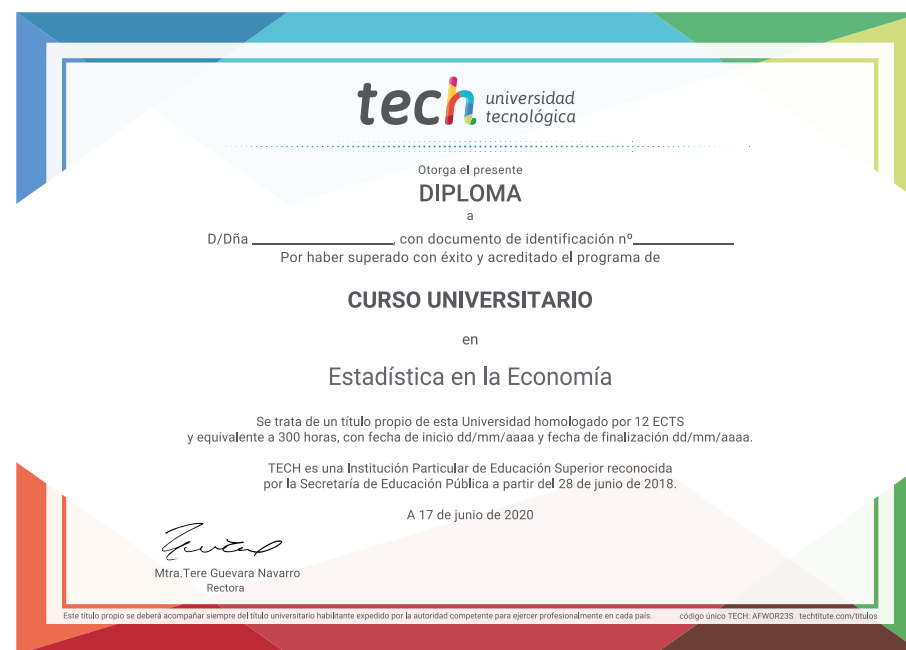 tech universidad
tecnológica
Otorga el presente
DIPLOMA
a
D/Dña ____________________, con documento de identificación nº______________
Por haber superado con éxito y acreditado el programa de
CURSO UNIVERSITARIO
en
Estadística en la Economía
Se trata de un título propio de esta Universidad homologado por 12 ECTS
y equivalente a 300 horas, con fecha de inicio dd/mm/aaaa y fecha de finalización dd/mm/aaaa.
TECH es una Institución Particular de Educación Superior reconocida
por la Secretaría de Educación Pública a partir del 28 de junio de 2018.
A 17 de junio de 2020
Mtra.Tere Guevara Navarro
Rectora
Este título propio se deberá acompañar siempre del título universitario habilitante expedido por la autoridad competente para ejercer profesionalmente en cada país. código único TECH: AFWOR23S techtitute.com/titulos